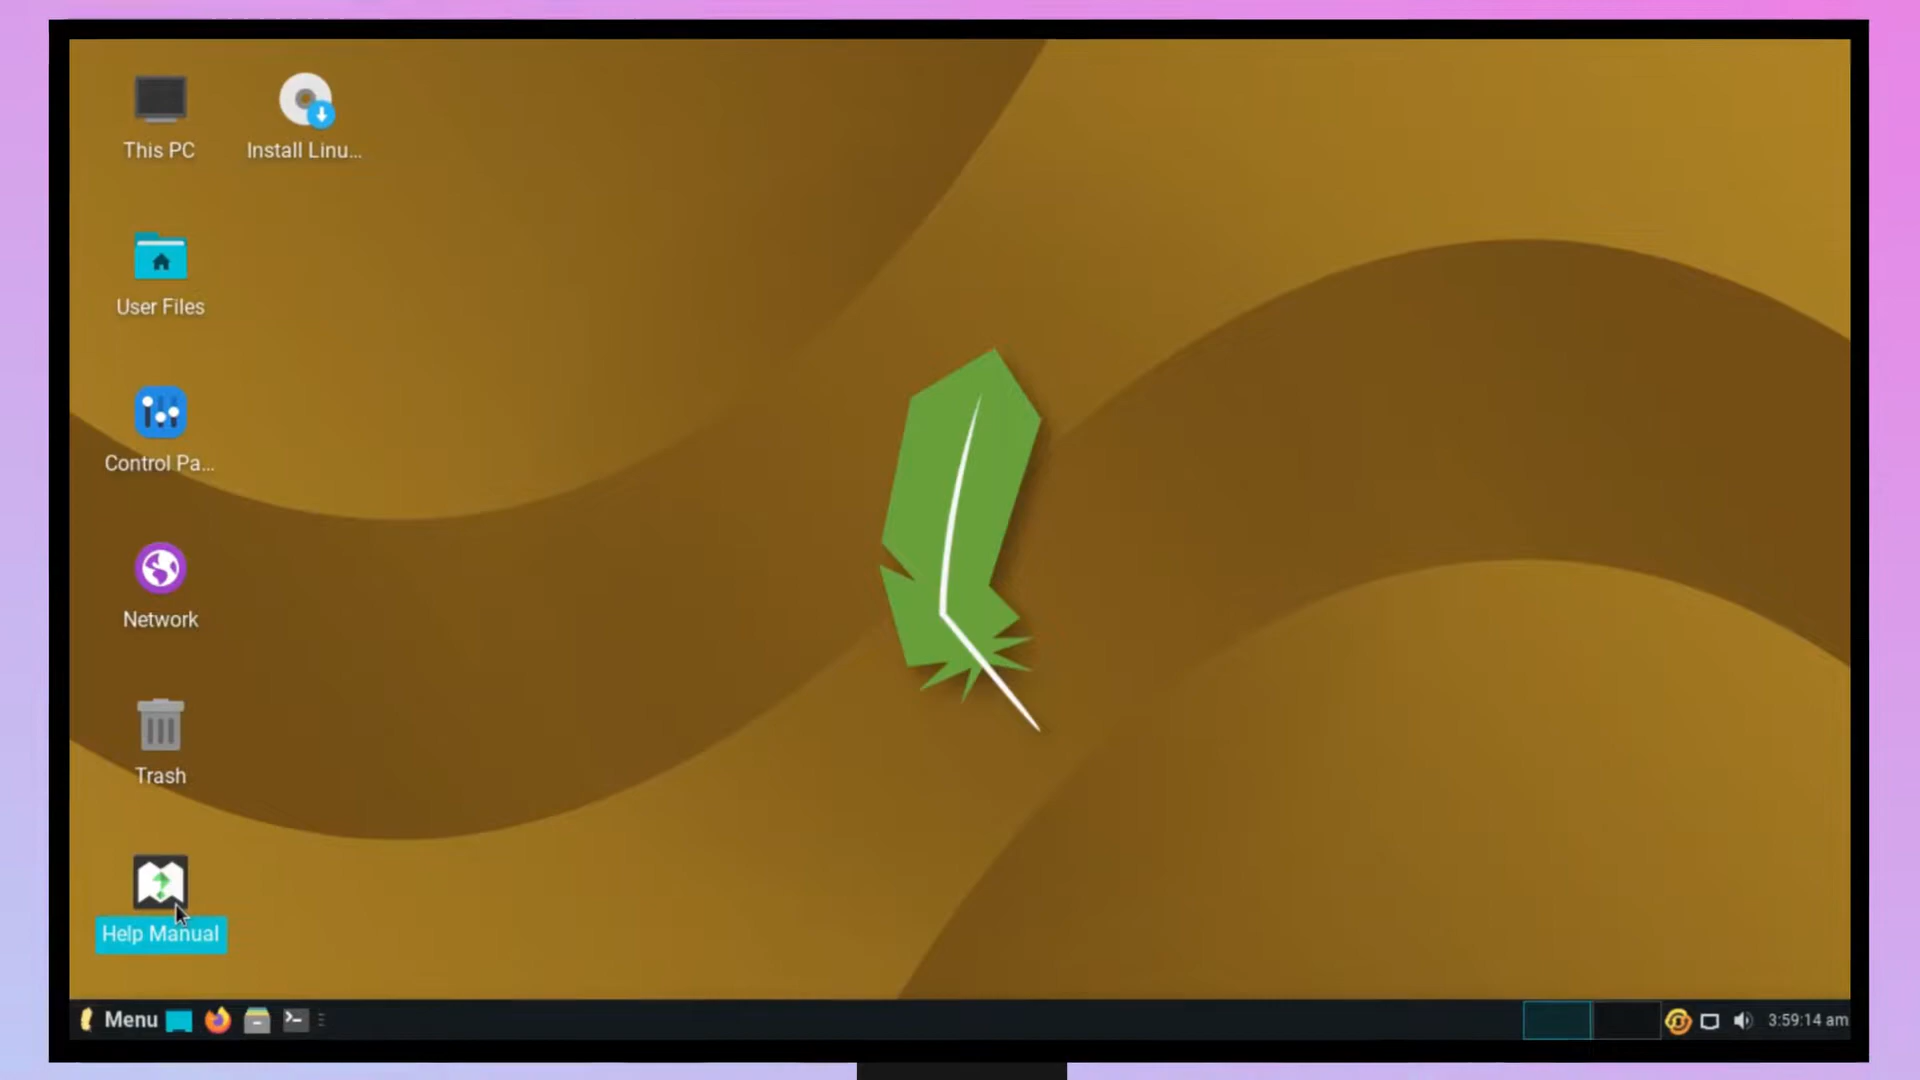 This PC
Install Linu...
User Files
Control Pa...
Network
Trash
Help Manual
Menu
3:59:14 am